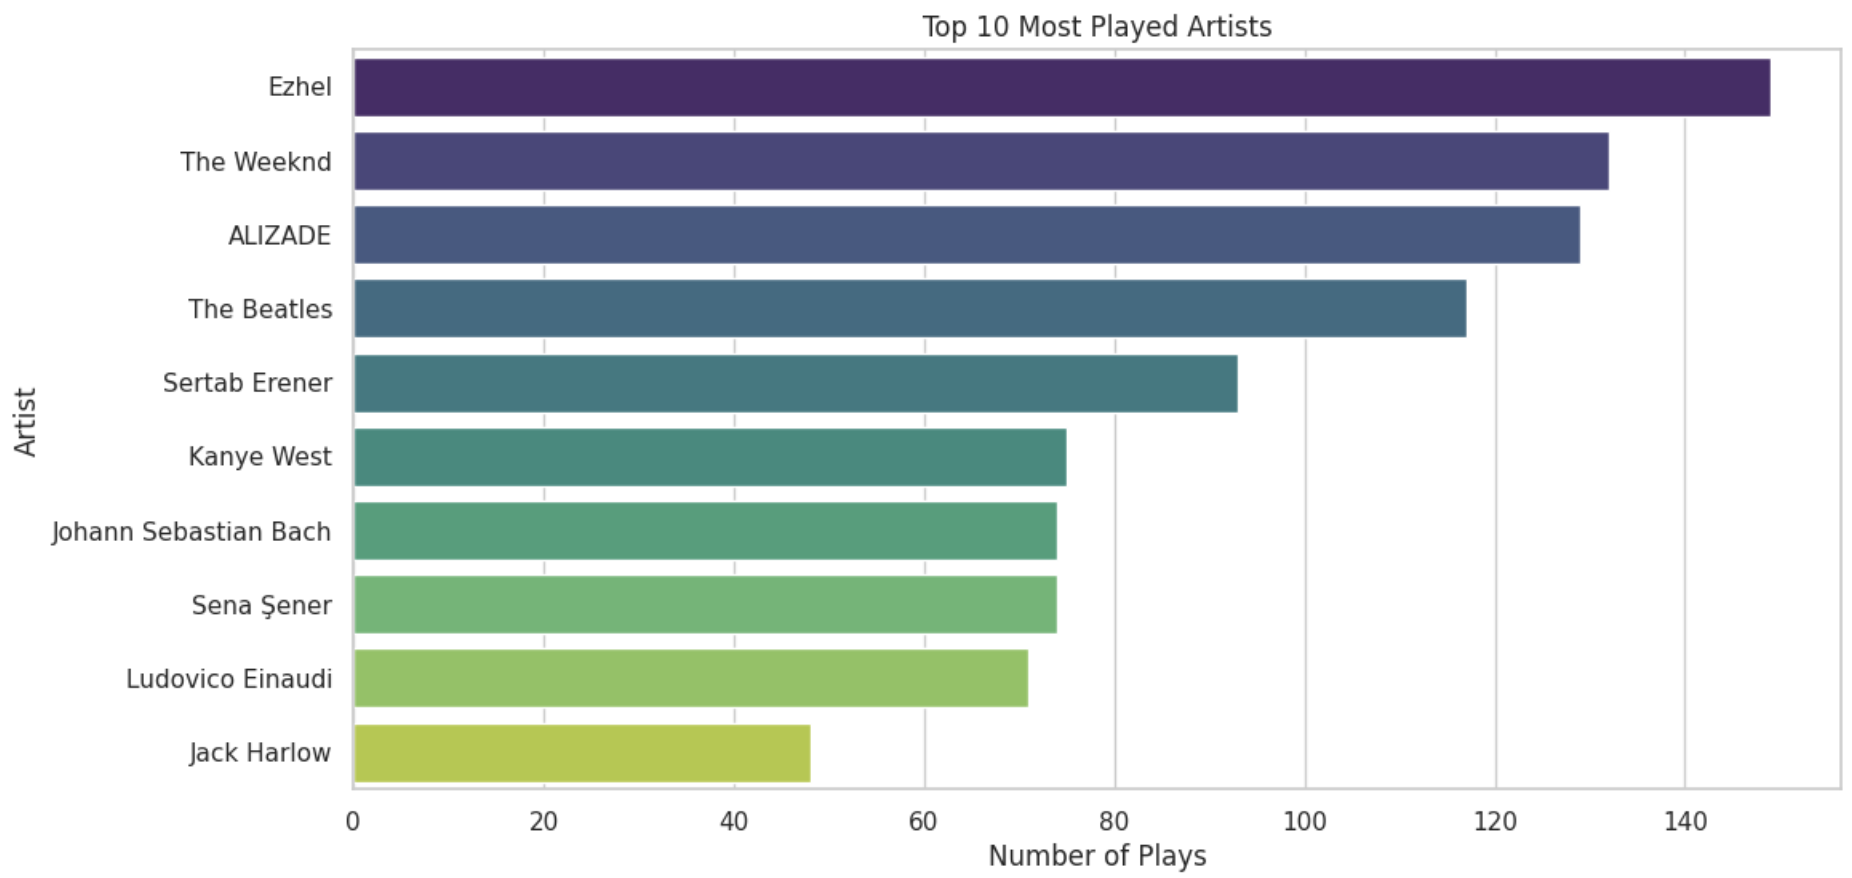 Top 10 Most Played Artists
Artist
Ezhel
The Weeknd
ALIZADE
The Beatles
Sertab Erener
Kanye West
Johann Sebastian Bach
Sena Şener
Ludovico Einaudi
Jack Harlow
0 20 40 60 80 100 120 140
Number of Plays